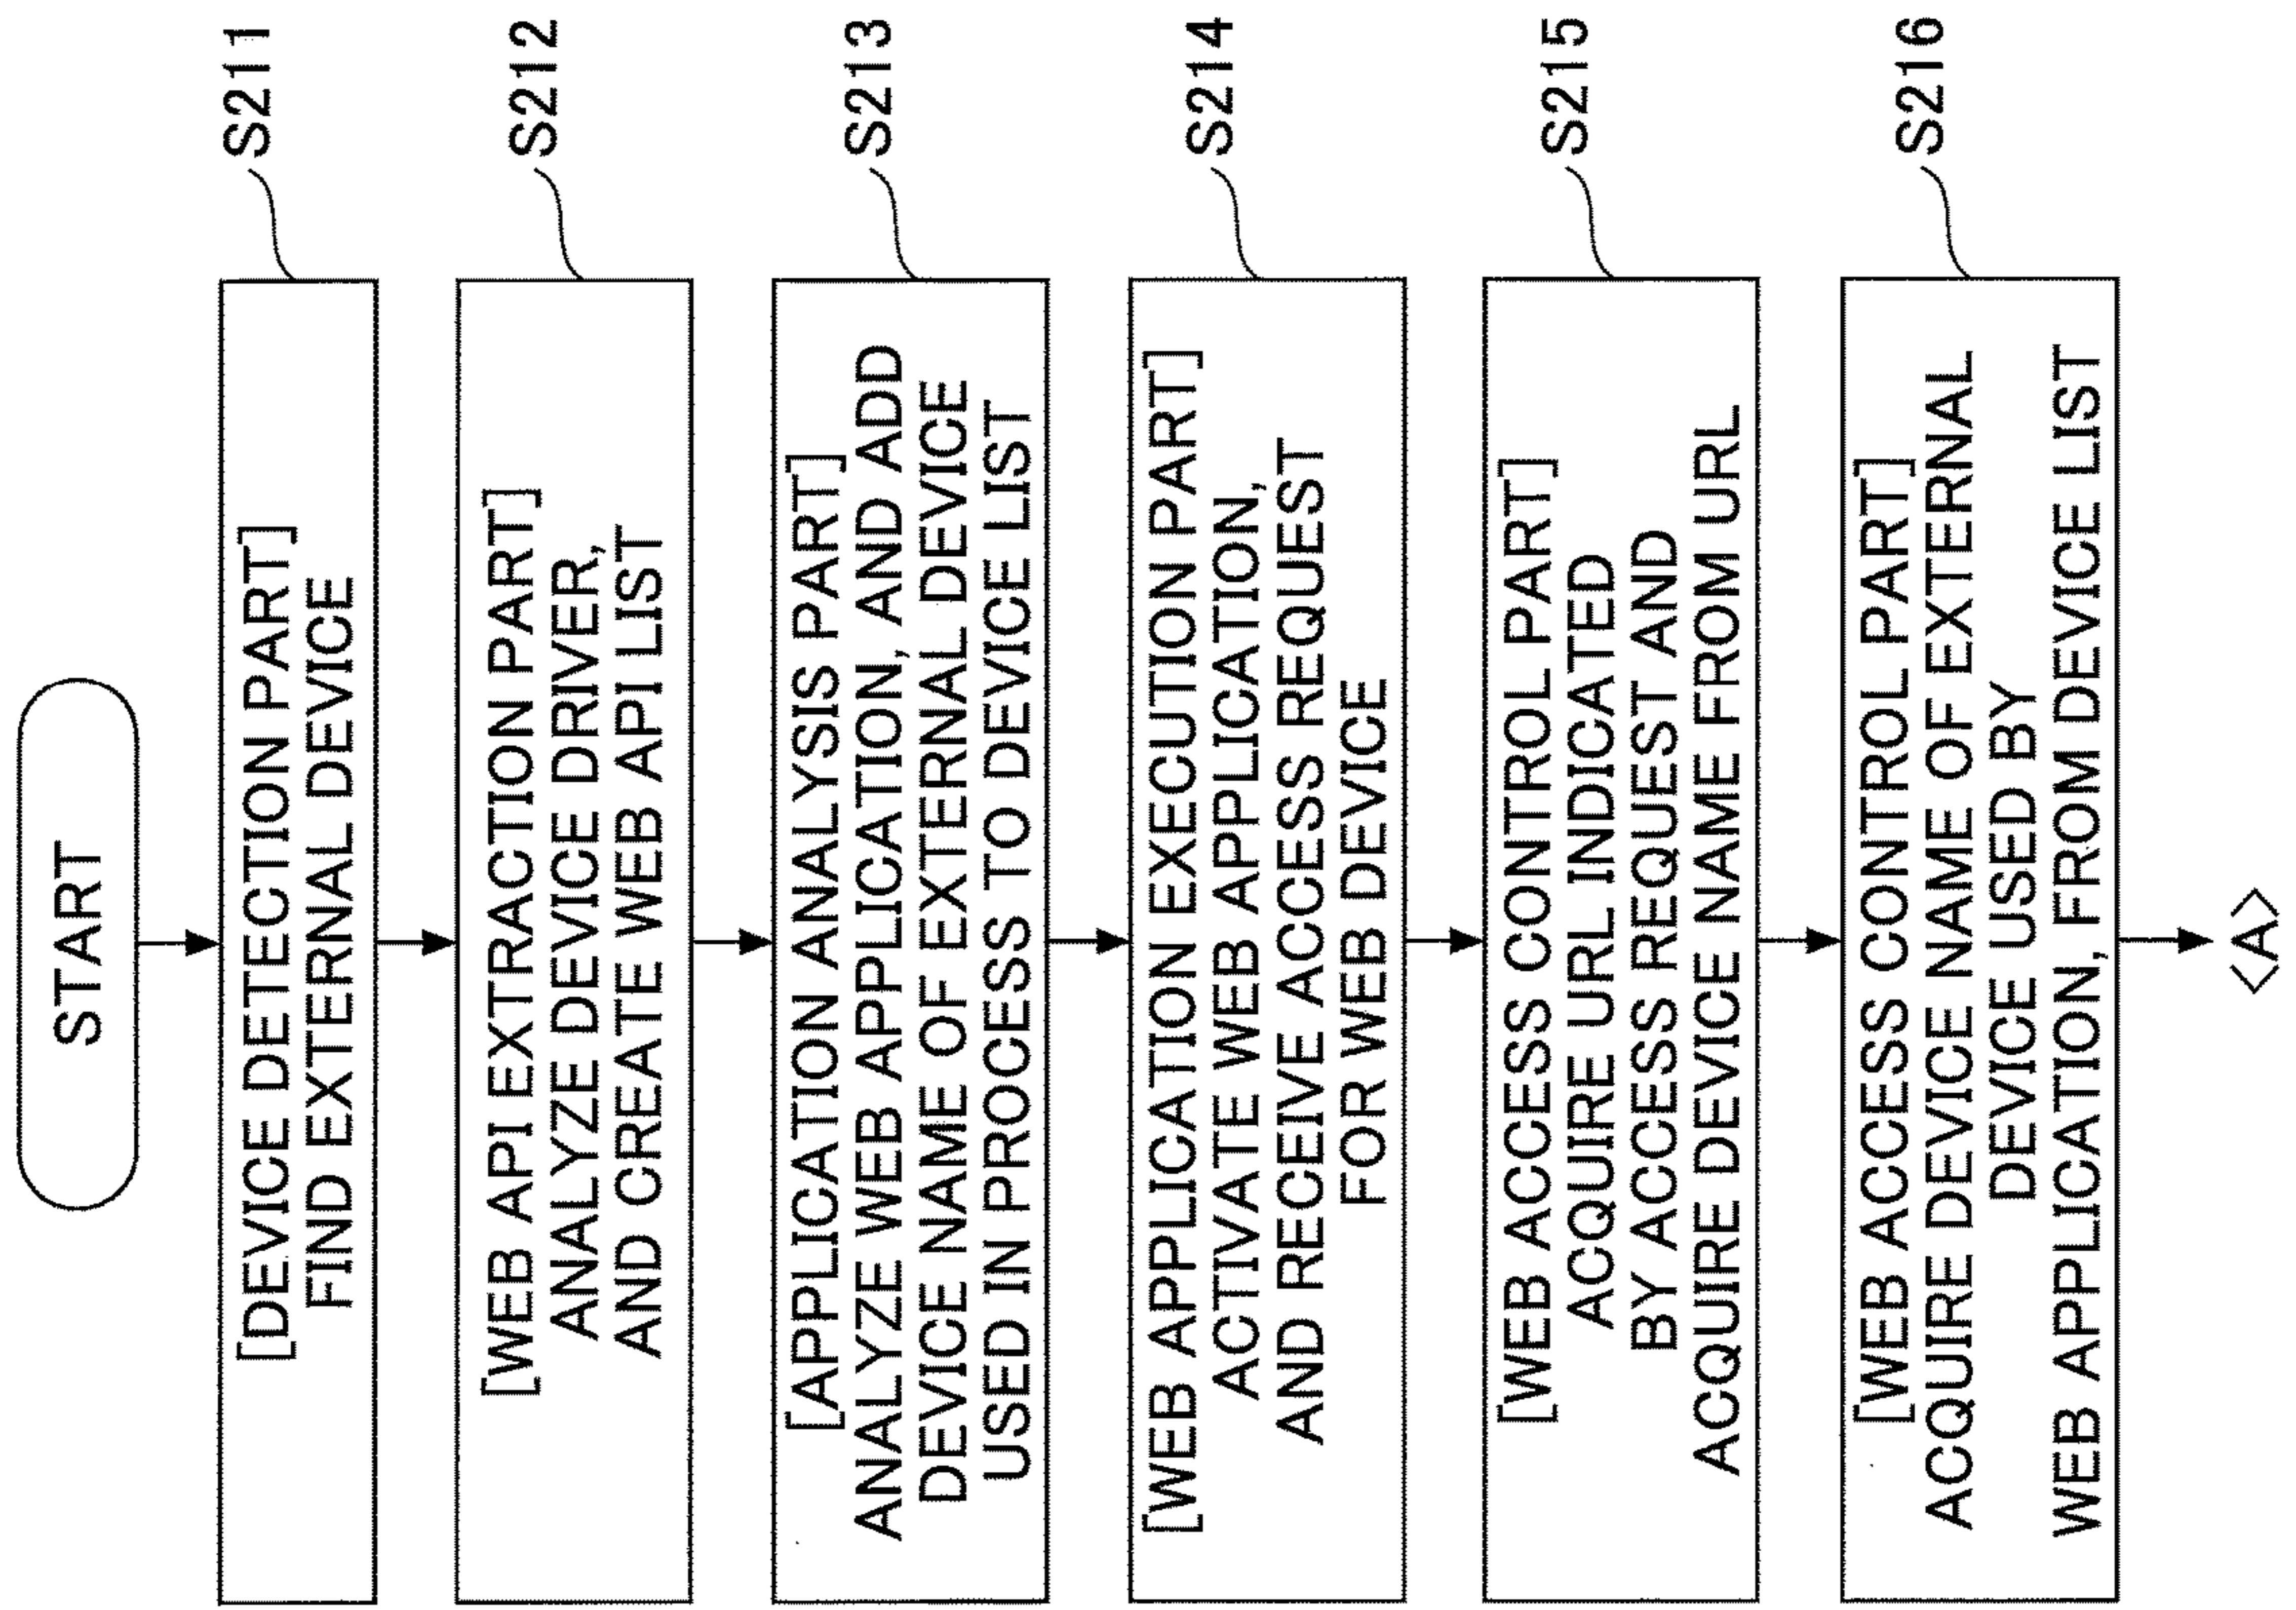 START
S211
[DEVICE DETECTION PART]
FIND EXTERNAL DEVICE
S212
[WEB API EXTRACTION PART]
ANALYZE DEVICE DRIVER,
AND CREATE WEB API LIST
S213
[APPLICATION ANALYSIS PART]
ANALYZE WEB APPLICATION, AND ADD
DEVICE NAME OF EXTERNAL DEVICE
USED IN PROCESS TO DEVICE LIST
S214
[WEB APPLICATION EXECUTION PART]
ACTIVATE WEB APPLICATION,
AND RECEIVE ACCESS REQUEST
FOR WEB DEVICE
S215
[WEB ACCESS CONTROL PART]
ACQUIRE URL INDICATED
BY ACCESS REQUEST AND
ACQUIRE DEVICE NAME FROM URL
S216
[WEB ACCESS CONTROL PART]
ACQUIRE DEVICE NAME OF EXTERNAL
DEVICE USED BY
WEB APPLICATION, FROM DEVICE LIST
<A>